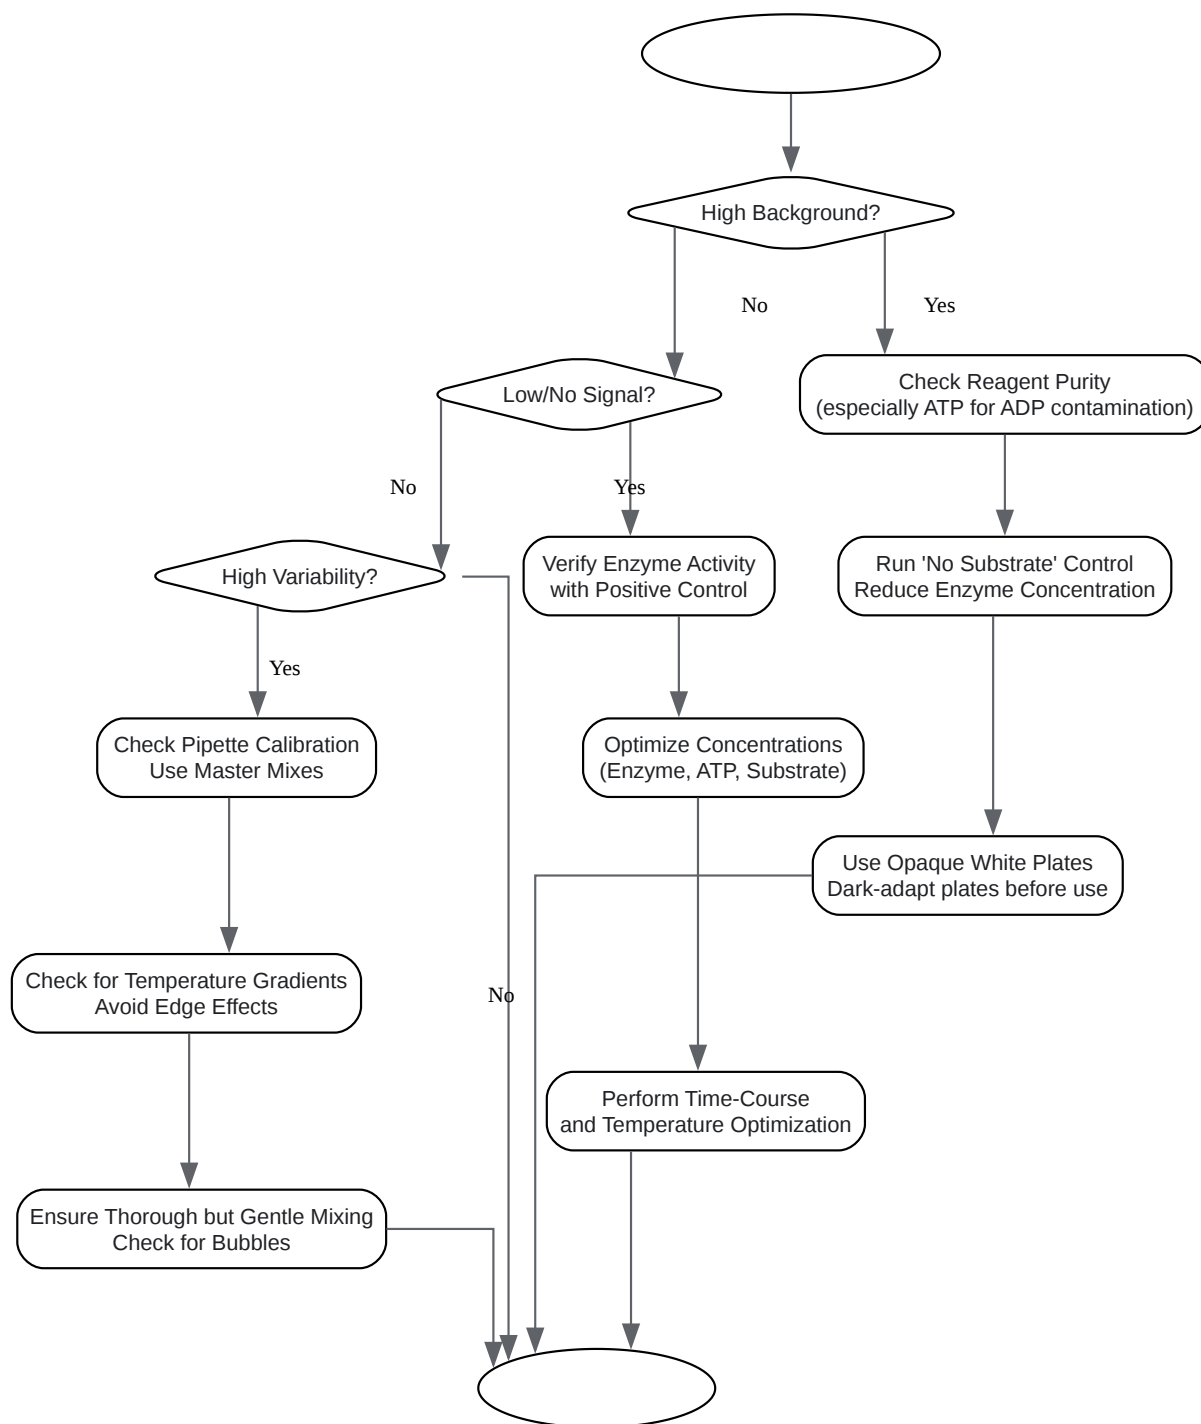 High Background?
No
Yes
Low/No Signal?
Check Reagent Purity
(especially ATP for ADP contamination)
No
Yes
High Variability?
Verify Enzyme Activity
with Positive Control
Run 'No Substrate' Control
Reduce Enzyme Concentration
Yes
Check Pipette Calibration
Use Master Mixes
Optimize Concentrations
(Enzyme, ATP, Substrate)
Use Opaque White Plates
Dark-adapt plates before use
Check for Temperature Gradients
Avoid Edge Effects
No
Perform Time-Course
and Temperature Optimization
Ensure Thorough but Gentle Mixing
Check for Bubbles